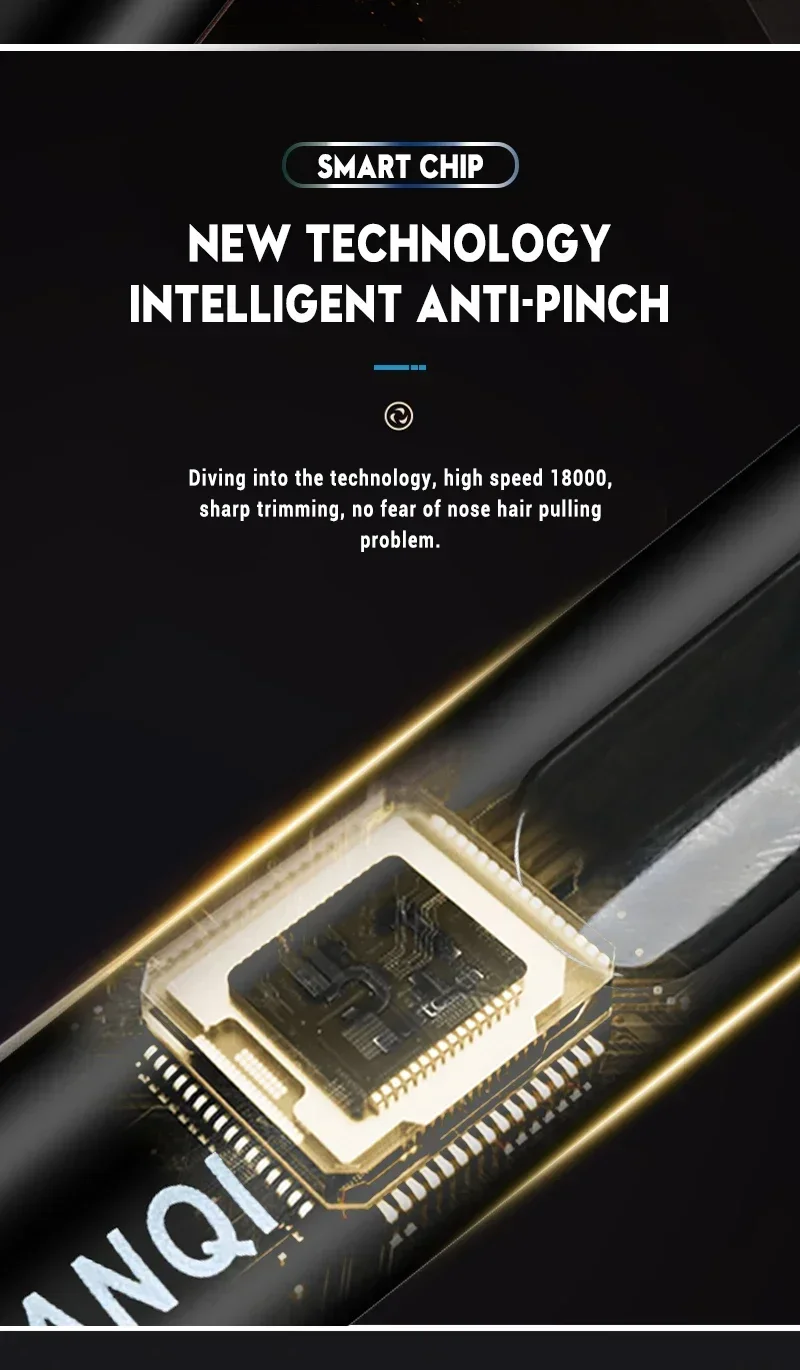 SMART CHIP
NEW TECHNOLOGY
INTELLIGENT ANTI-PINCH
Diving into the technology, high speed 18000,
sharp trimming, no fear of nose hair pulling
problem.
ANQI